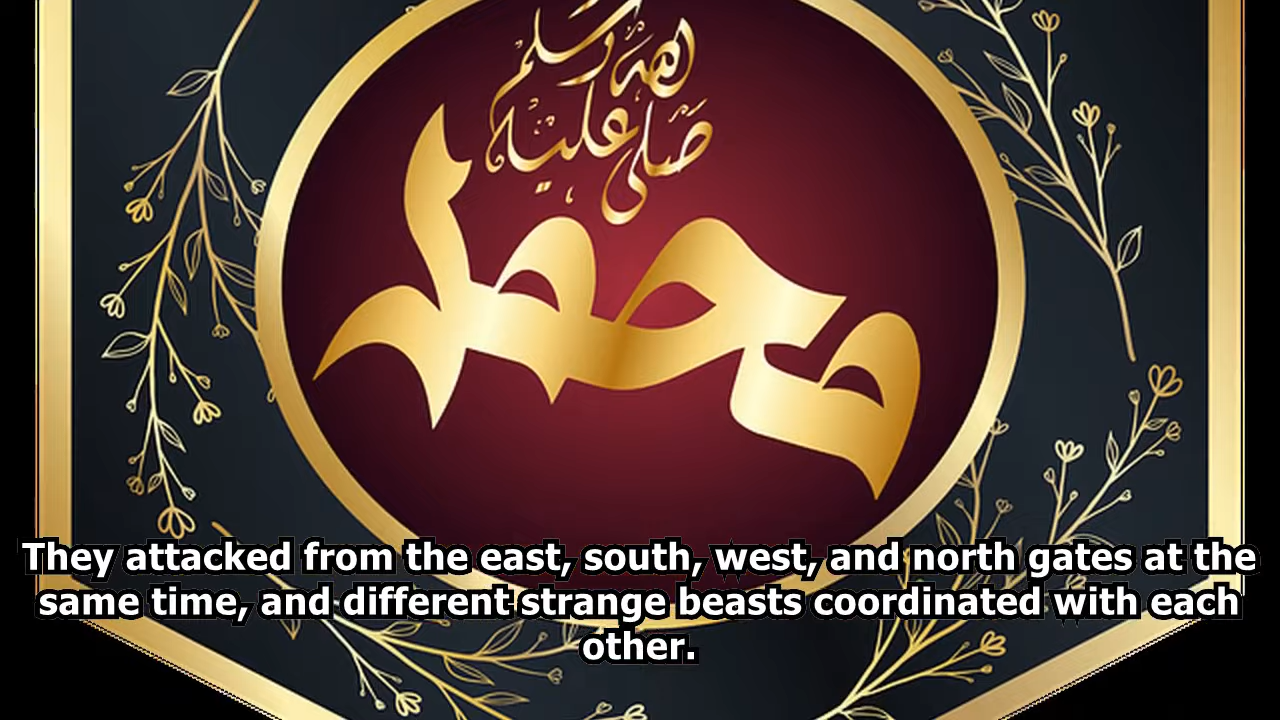 صلى الله عليه وسلم
محمد
They attacked from the east, south, west, and north gates at the
same time, and different strange beasts coordinated with each
other.